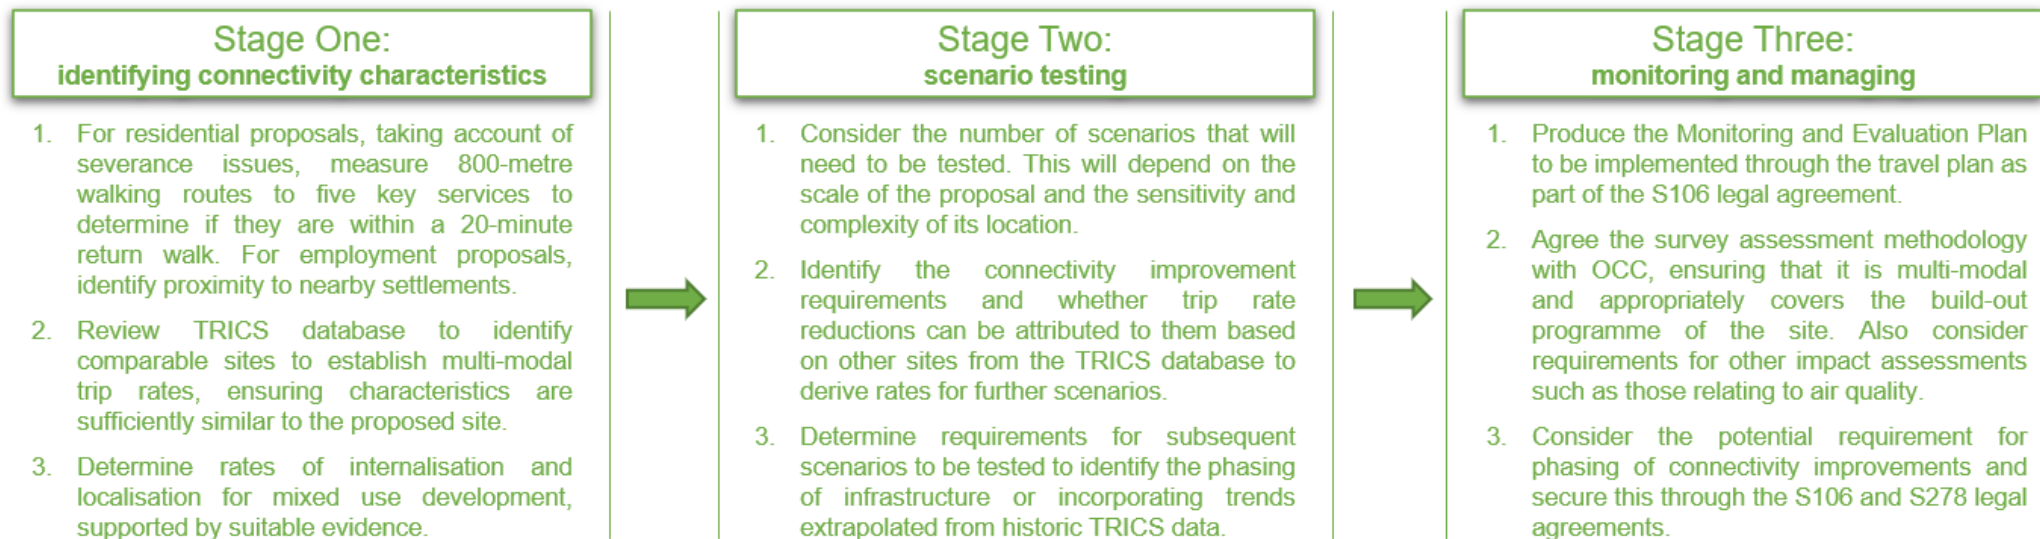 Stage One:
identifying connectivity characteristics
1. For residential proposals, taking account of
severance issues, measure 800-metre
walking routes to five key services to
determine if they are within a 20-minute
return walk. For employment proposals,
identify proximity to nearby settlements.
2. Review TRICS database to identify
comparable sites to establish multi-modal
trip rates, ensuring characteristics are
sufficiently similar to the proposed site.
3. Determine rates of internalisation and
localisation for mixed use development,
supported by suitable evidence.
Stage Two:
scenario testing
1. Consider the number of scenarios that will
need to be tested. This will depend on the
scale of the proposal and the sensitivity and
complexity of its location.
2. Identify the connectivity improvement
requirements and whether trip rate
reductions can be attributed to them based
on other sites from the TRICS database to
derive rates for further scenarios.
3. Determine requirements for subsequent
scenarios to be tested to identify the phasing
of infrastructure or incorporating trends
extrapolated from historic TRICS data.
Stage Three:
monitoring and managing
1. Produce the Monitoring and Evaluation Plan
to be implemented through the travel plan as
part of the S106 legal agreement.
2. Agree the survey assessment methodology
with OCC, ensuring that it is multi-modal
and appropriately covers the build-out
programme of the site. Also consider
requirements for other impact assessments
such as those relating to air quality.
3. Consider the potential requirement for
phasing of connectivity improvements and
secure this through the S106 and S278 legal
agreements.